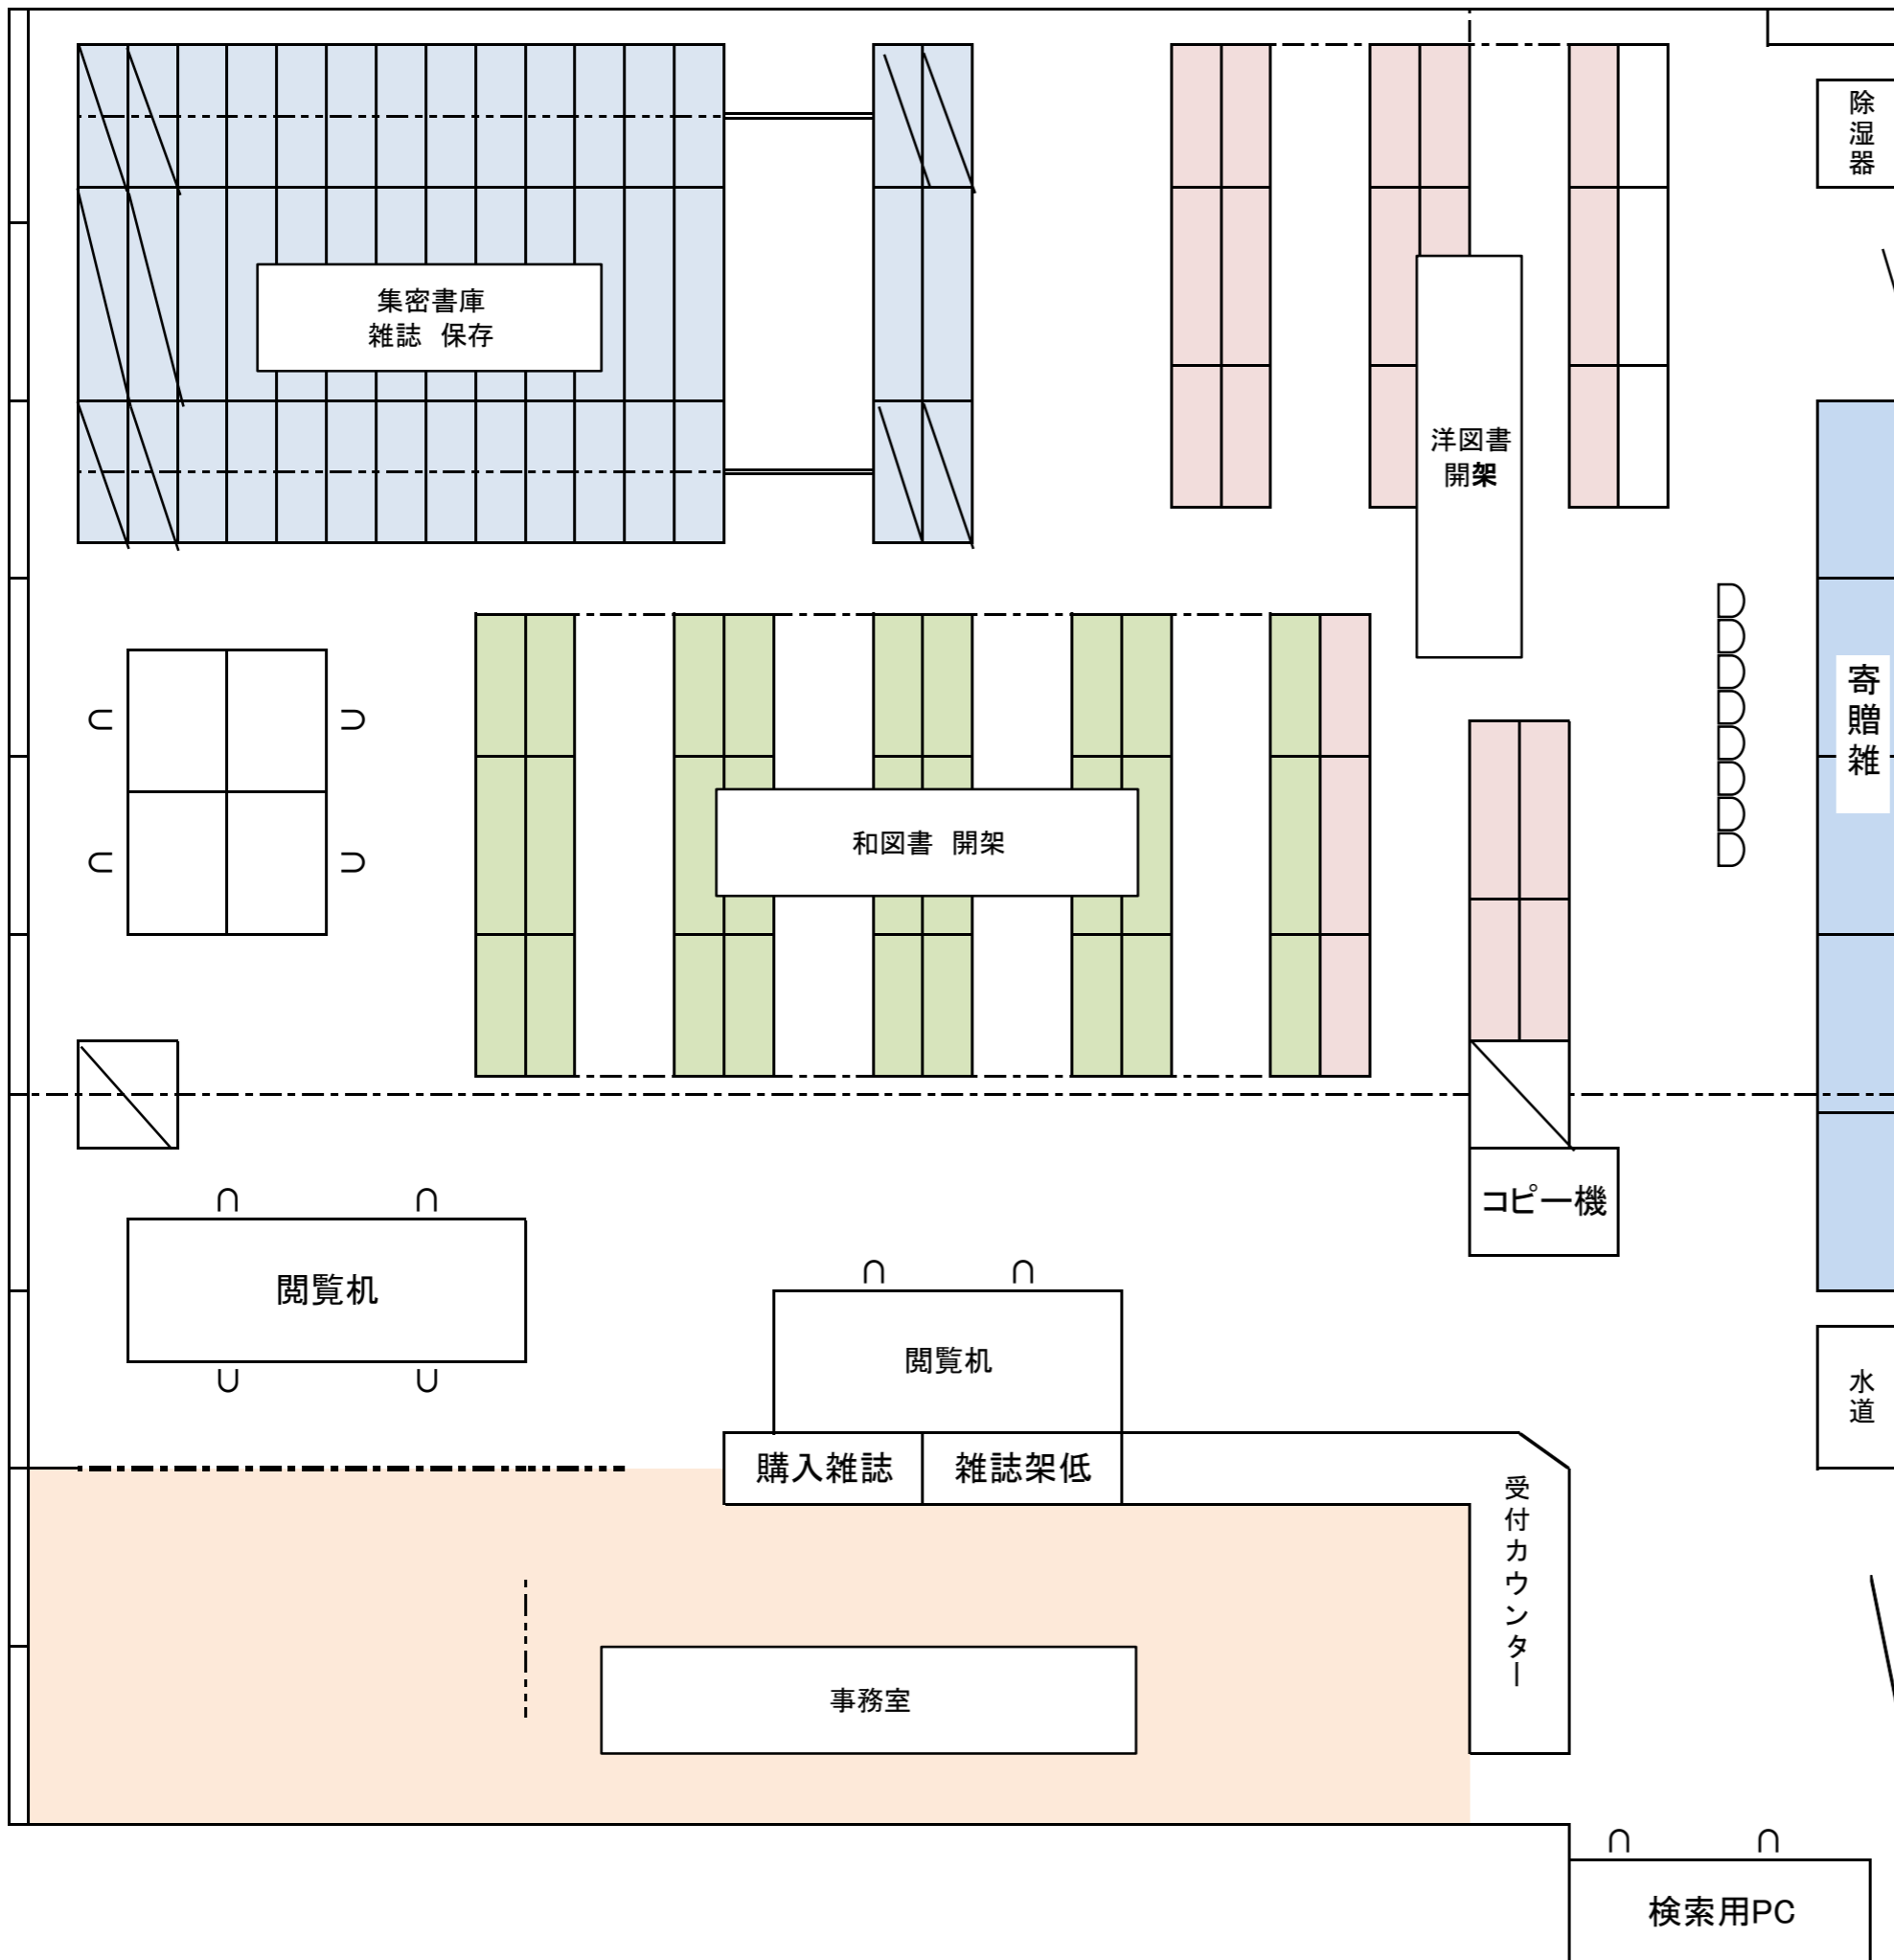 除湿器
集密書庫
雑誌　保存
洋図書
開架
寄贈雑
和図書　開架
コピー機
閲覧机
閲覧机
水道
購入雑誌
雑誌架低
受付カウンター
事務室
検索用PC